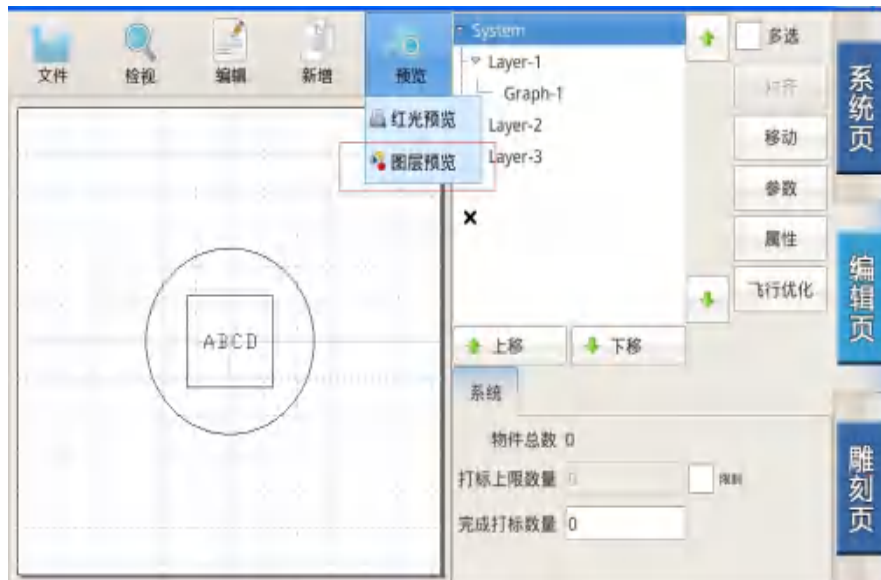 文件
检视
编辑
新增
预览
红光预览
图层预览
System
Layer-1
Graph-1
Layer-2
Layer-3
多选
对齐
移动
参数
属性
飞行优化
上移
下移
系统
物件总数 0
打标上限数量 0
限制
完成打标数量 0
ABCD
系统页
编辑页
雕刻页